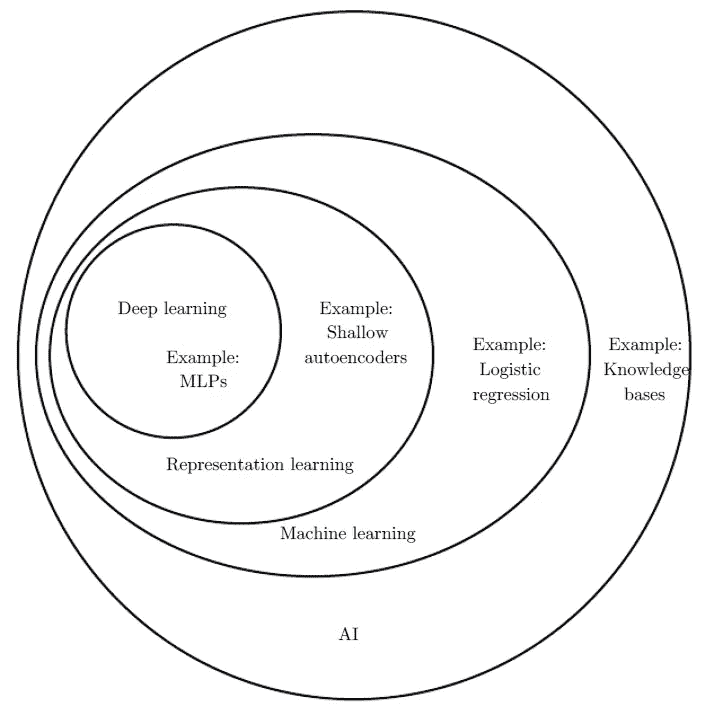 Deep learning
Example:
MLPs
Example:
Shallow
autoencoders
Example:
Logistic
regression
Example:
Knowledge
bases
Representation learning
Machine learning
AI